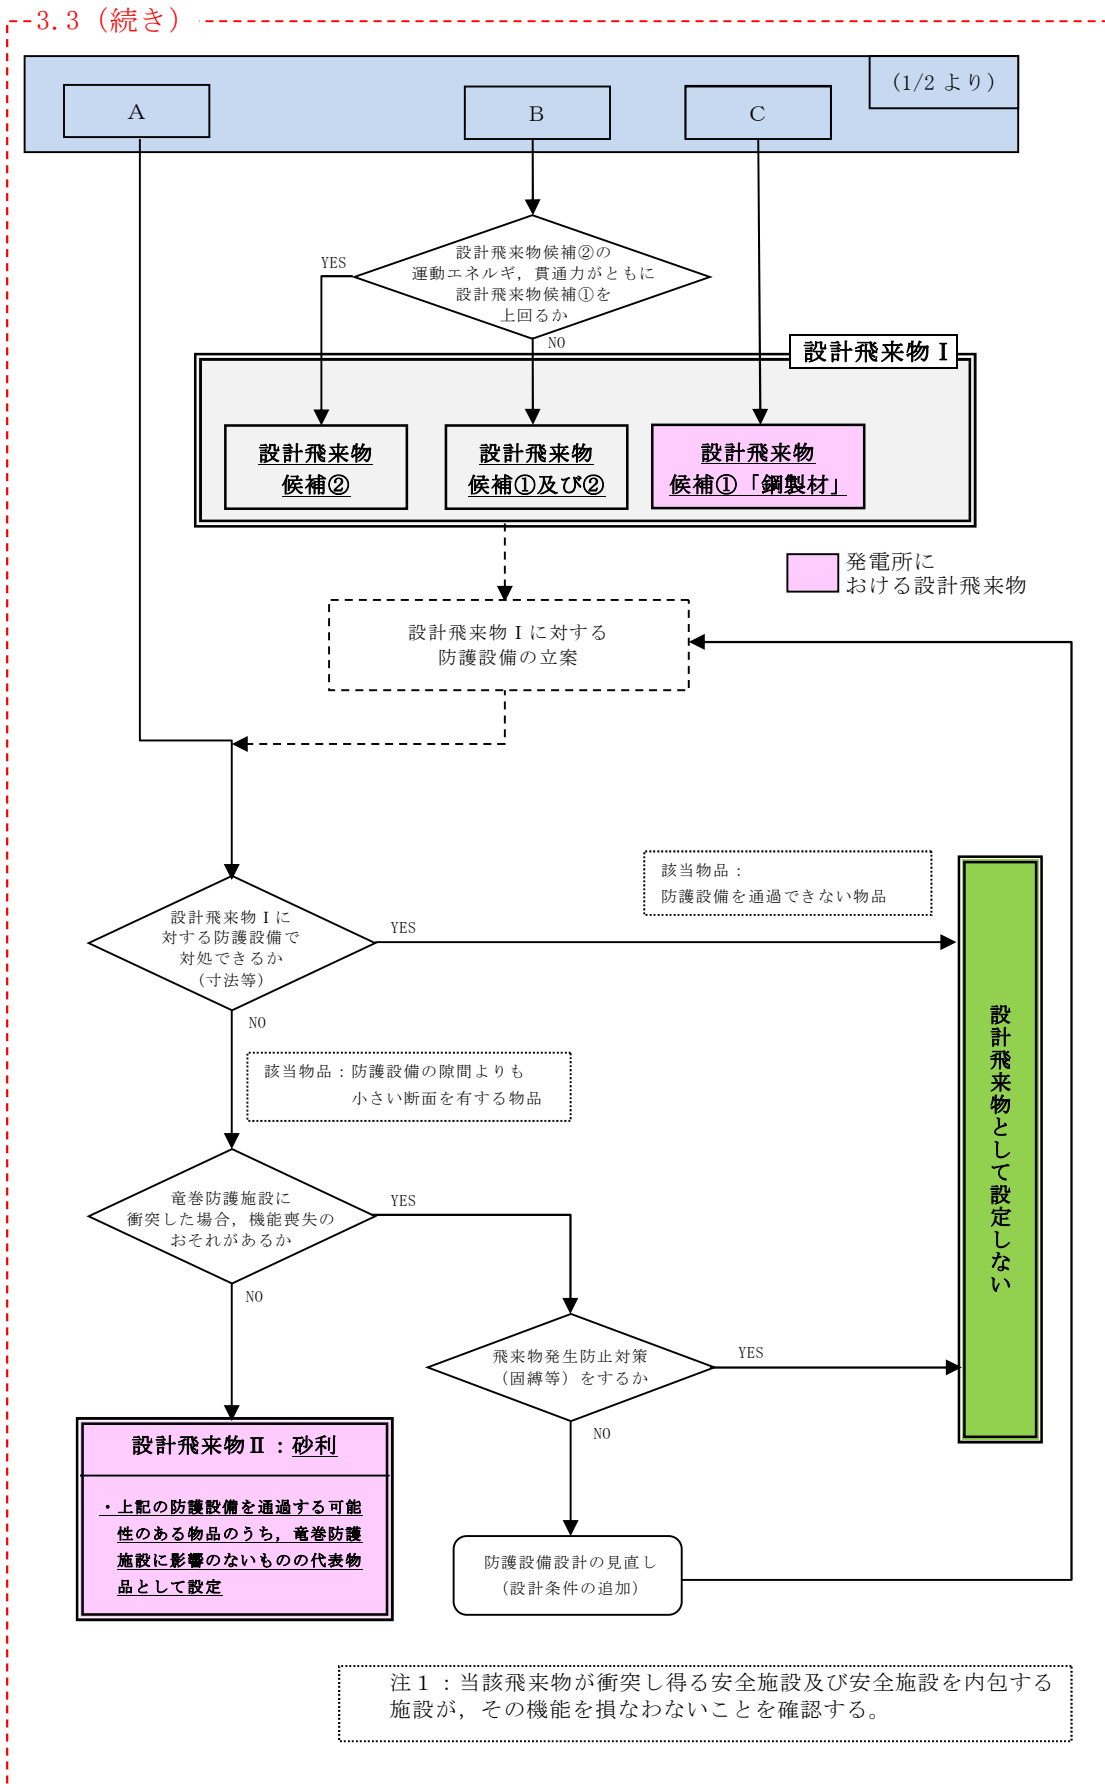 3.3（続き）
（1/2 より）
A
B
C
設計飛来物候補②の
運動エネルギ，貫通力がともに
設計飛来物候補①を
上回るか
YES
NO
設計飛来物Ⅰ
設計飛来物
候補②
設計飛来物
候補①及び②
設計飛来物
候補①「鋼製材」
発電所に
おける設計飛来物
設計飛来物Ⅰに対する
防護設備の立案
該当物品：
防護設備を通過できない物品
設計飛来物Ⅰに
対する防護設備で
対処できるか
（寸法等）
YES
NO
該当物品：防護設備の隙間よりも
小さい断面を有する物品
設計飛来物として設定しない
竜巻防護施設に
衝突した場合，機能喪失の
おそれがあるか
YES
NO
飛来物発生防止対策
（固縛等）をするか
YES
NO
設計飛来物Ⅱ：砂利
・上記の防護設備を通過する可能
性のある物品のうち，竜巻防護
施設に影響のないものの代表物
品として設定
防護設備設計の見直し
（設計条件の追加）
注１：当該飛来物が衝突し得る安全施設及び安全施設を内包する
施設が，その機能を損なわないことを確認する。